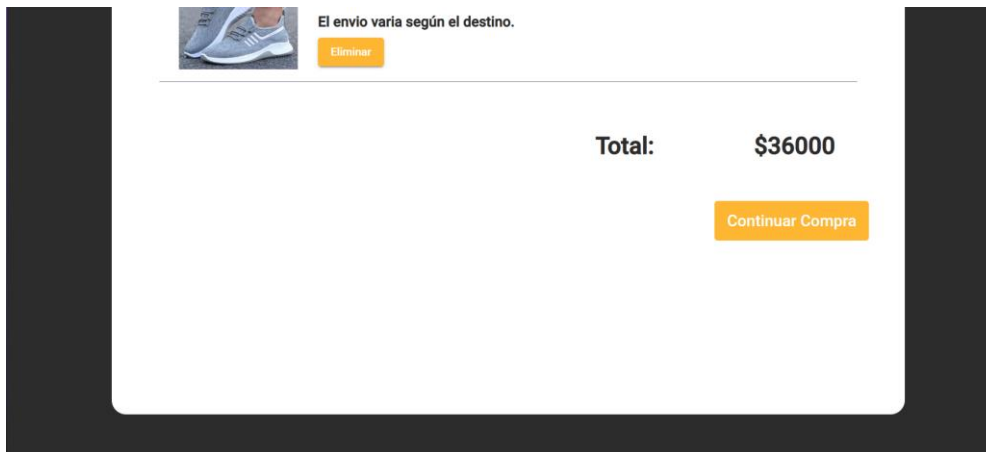 El envio varia según el destino.
Eliminar
Total: $36000
Continuar Compra